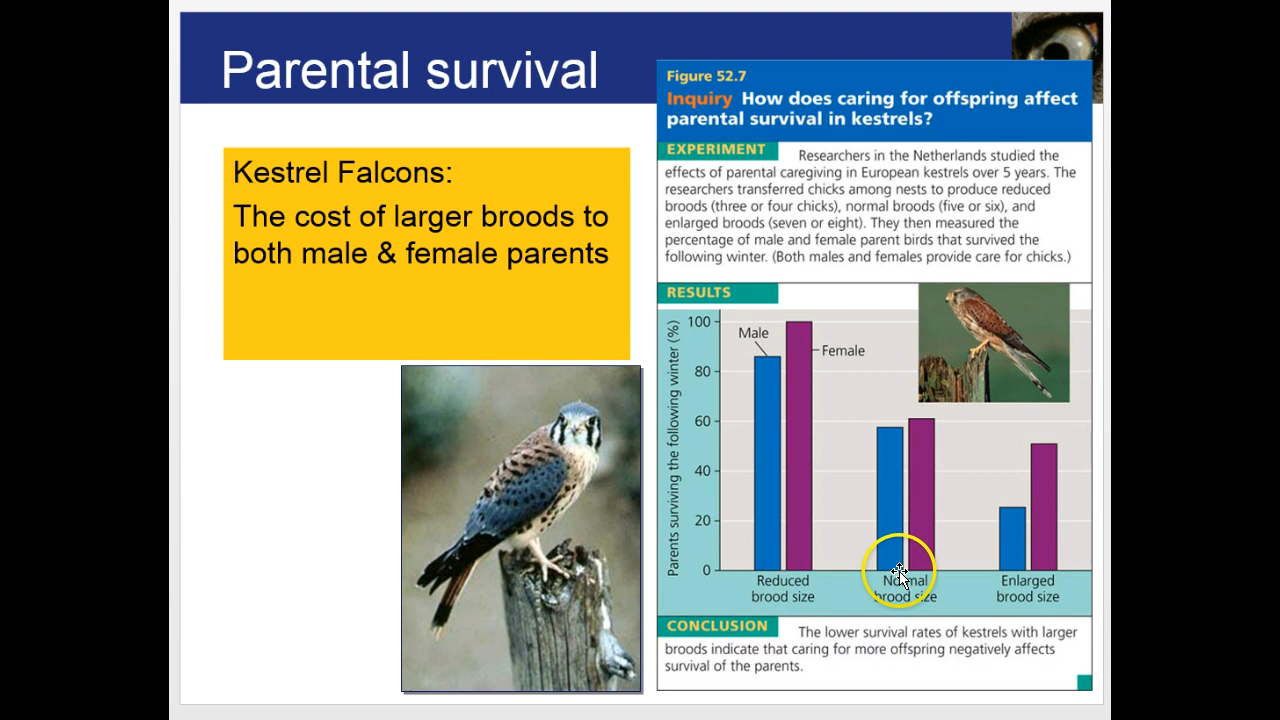 Parental survival
Kestrel Falcons:
The cost of larger broods to
both male & female parents
Figure 52.7
Inquiry How does caring for offspring affect
parental survival in kestrels?
EXPERIMENT Researchers in the Netherlands studied the
effects of parental caregiving in European kestrels over 5 years. The
researchers transferred chicks among nests to produce reduced
broods (three or four chicks), normal broods (five or six), and
enlarged broods (seven or eight). They then measured the
percentage of male and female parent birds that survived the
following winter. (Both males and females provide care for chicks.)
RESULTS
Parents surviving the following winter (%)
100
80
60
40
20
0
Male
Female
Reduced
brood size
Normal
brood size
Enlarged
brood size
CONCLUSION The lower survival rates of kestrels with larger
broods indicate that caring for more offspring negatively affects
survival of the parents.